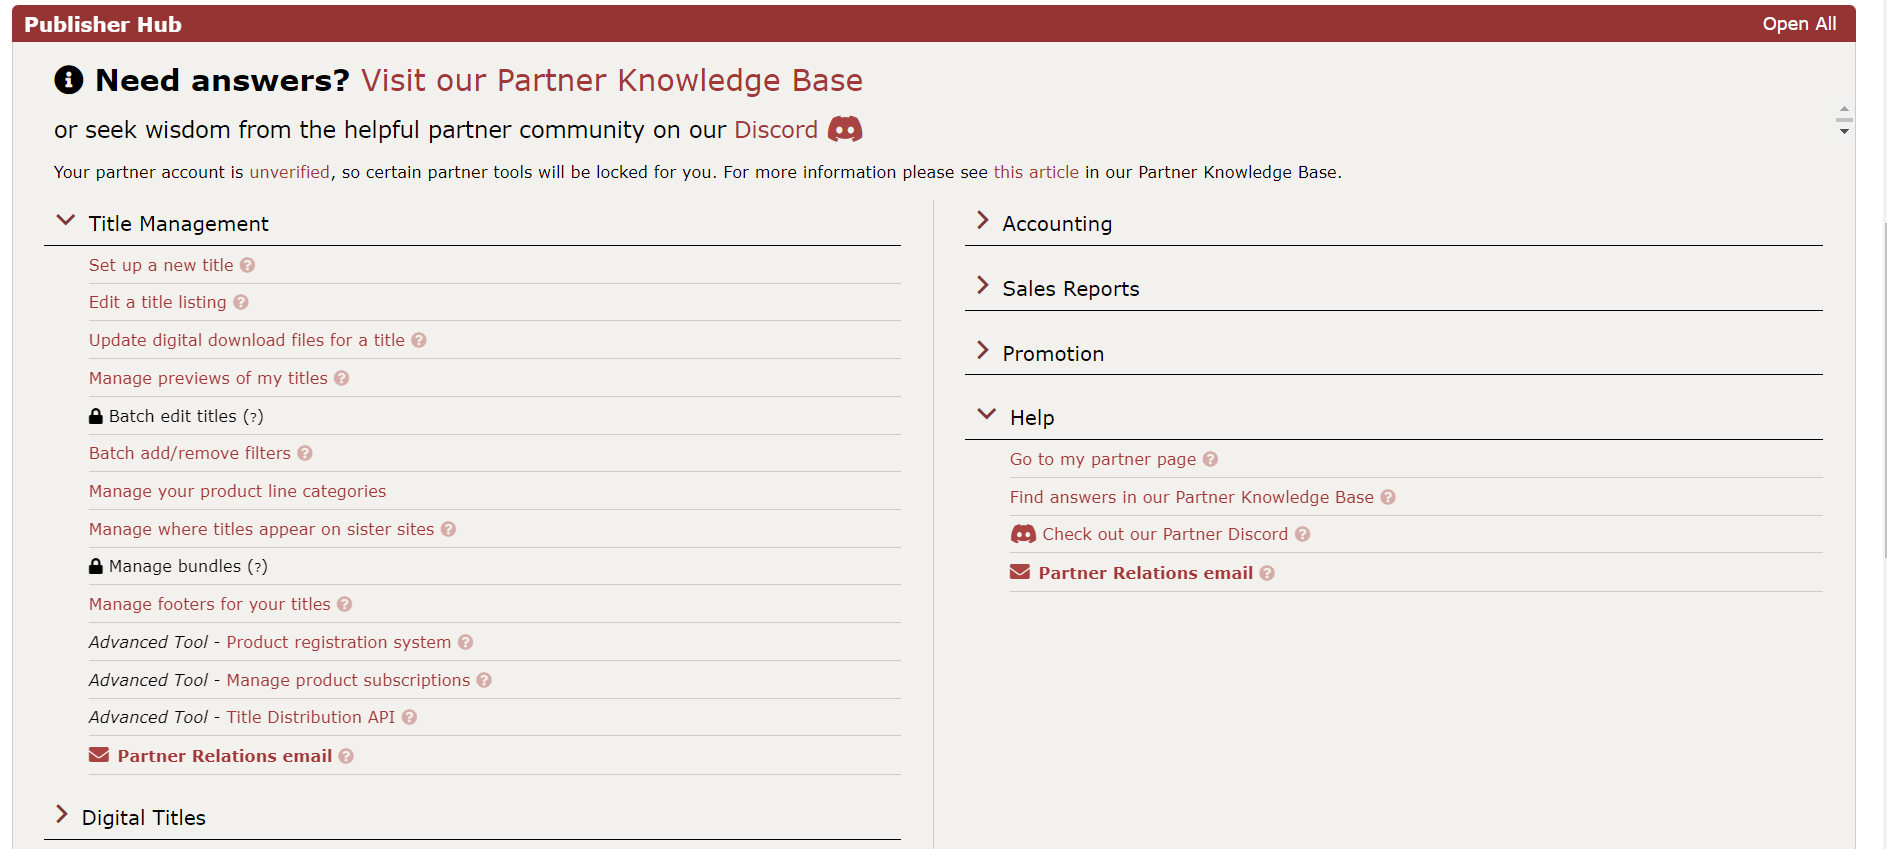 Publisher Hub
Open All
Need answers? Visit our Partner Knowledge Base
or seek wisdom from the helpful partner community on our Discord
Your partner account is unverified, so certain partner tools will be locked for you. For more information please see this article in our Partner Knowledge Base.
Title Management
Set up a new title ?
Edit a title listing ?
Update digital download files for a title ?
Manage previews of my titles ?
Batch edit titles (?)
Batch add/remove filters ?
Manage your product line categories
Manage where titles appear on sister sites ?
Manage bundles (?)
Manage footers for your titles ?
Advanced Tool - Product registration system ?
Advanced Tool - Manage product subscriptions ?
Advanced Tool - Title Distribution API ?
Partner Relations email ?
Digital Titles
Accounting
Sales Reports
Promotion
Help
Go to my partner page ?
Find answers in our Partner Knowledge Base ?
Check out our Partner Discord ?
Partner Relations email ?